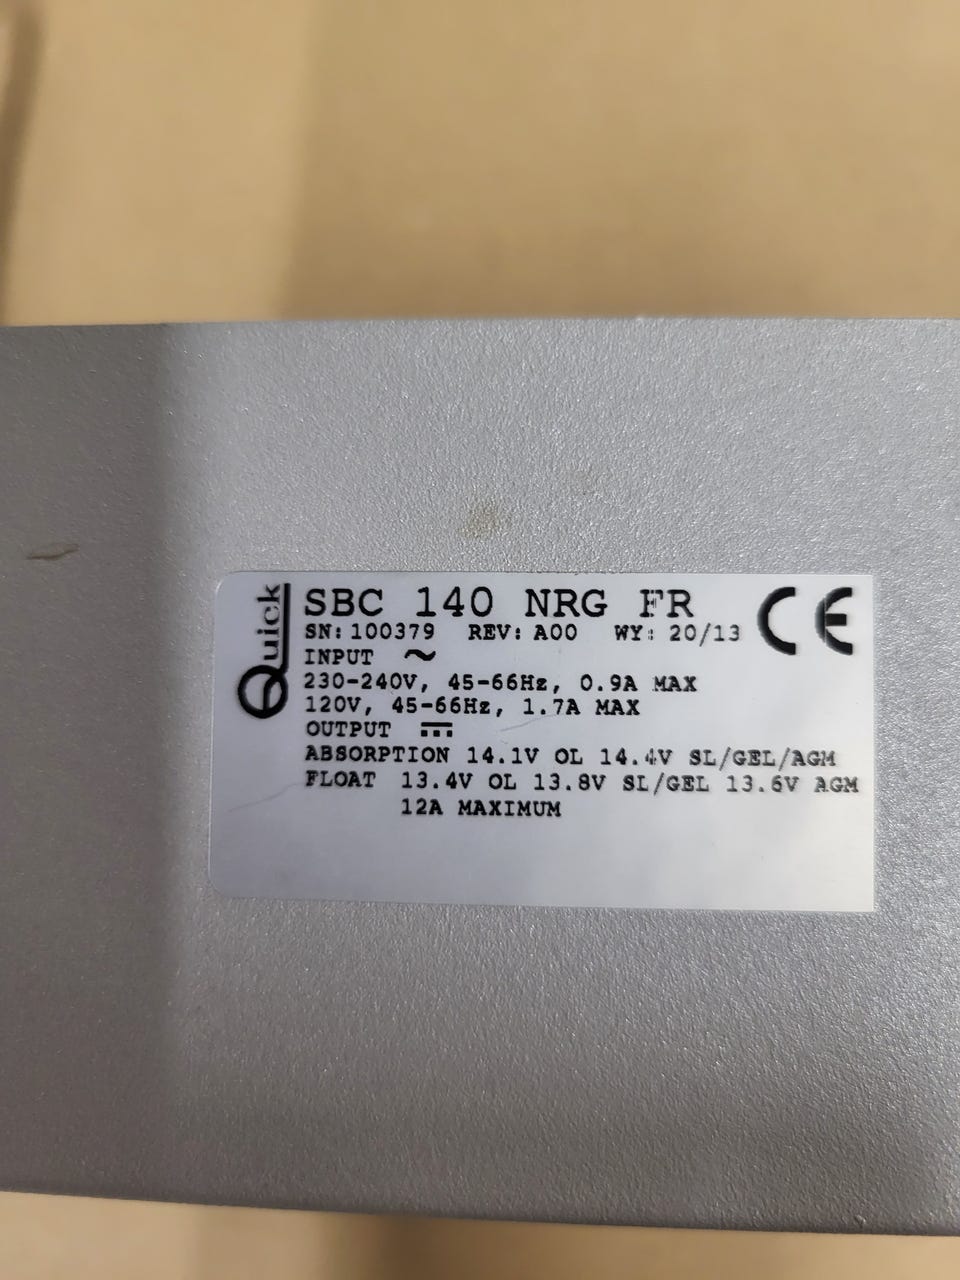 Quick
SBC 140 NRG FR
SN: 100379 REV: A00 WY: 20/13
INPUT ~
230-240V, 45-66Hz, 0.9A MAX
120V, 45-66Hz, 1.7A MAX
OUTPUT ⎓
ABSORPTION 14.1V OL 14.4V SL/GEL/AGM
FLOAT 13.4V OL 13.8V SL/GEL 13.6V AGM
12A MAXIMUM
CE